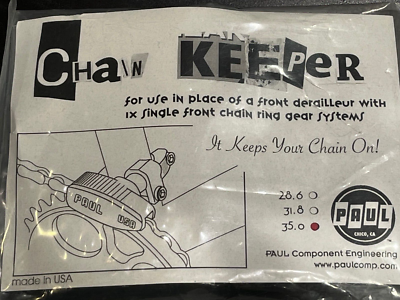 Chain KEEPer
for use in place of a front derailleur with
1x single front chain ring gear systems
It Keeps Your Chain On!
PAUL USA
28.6
31.8
35.0
PAUL
CHICO, CA
PAUL Component Engineering
www.paulcomp.com
made in USA